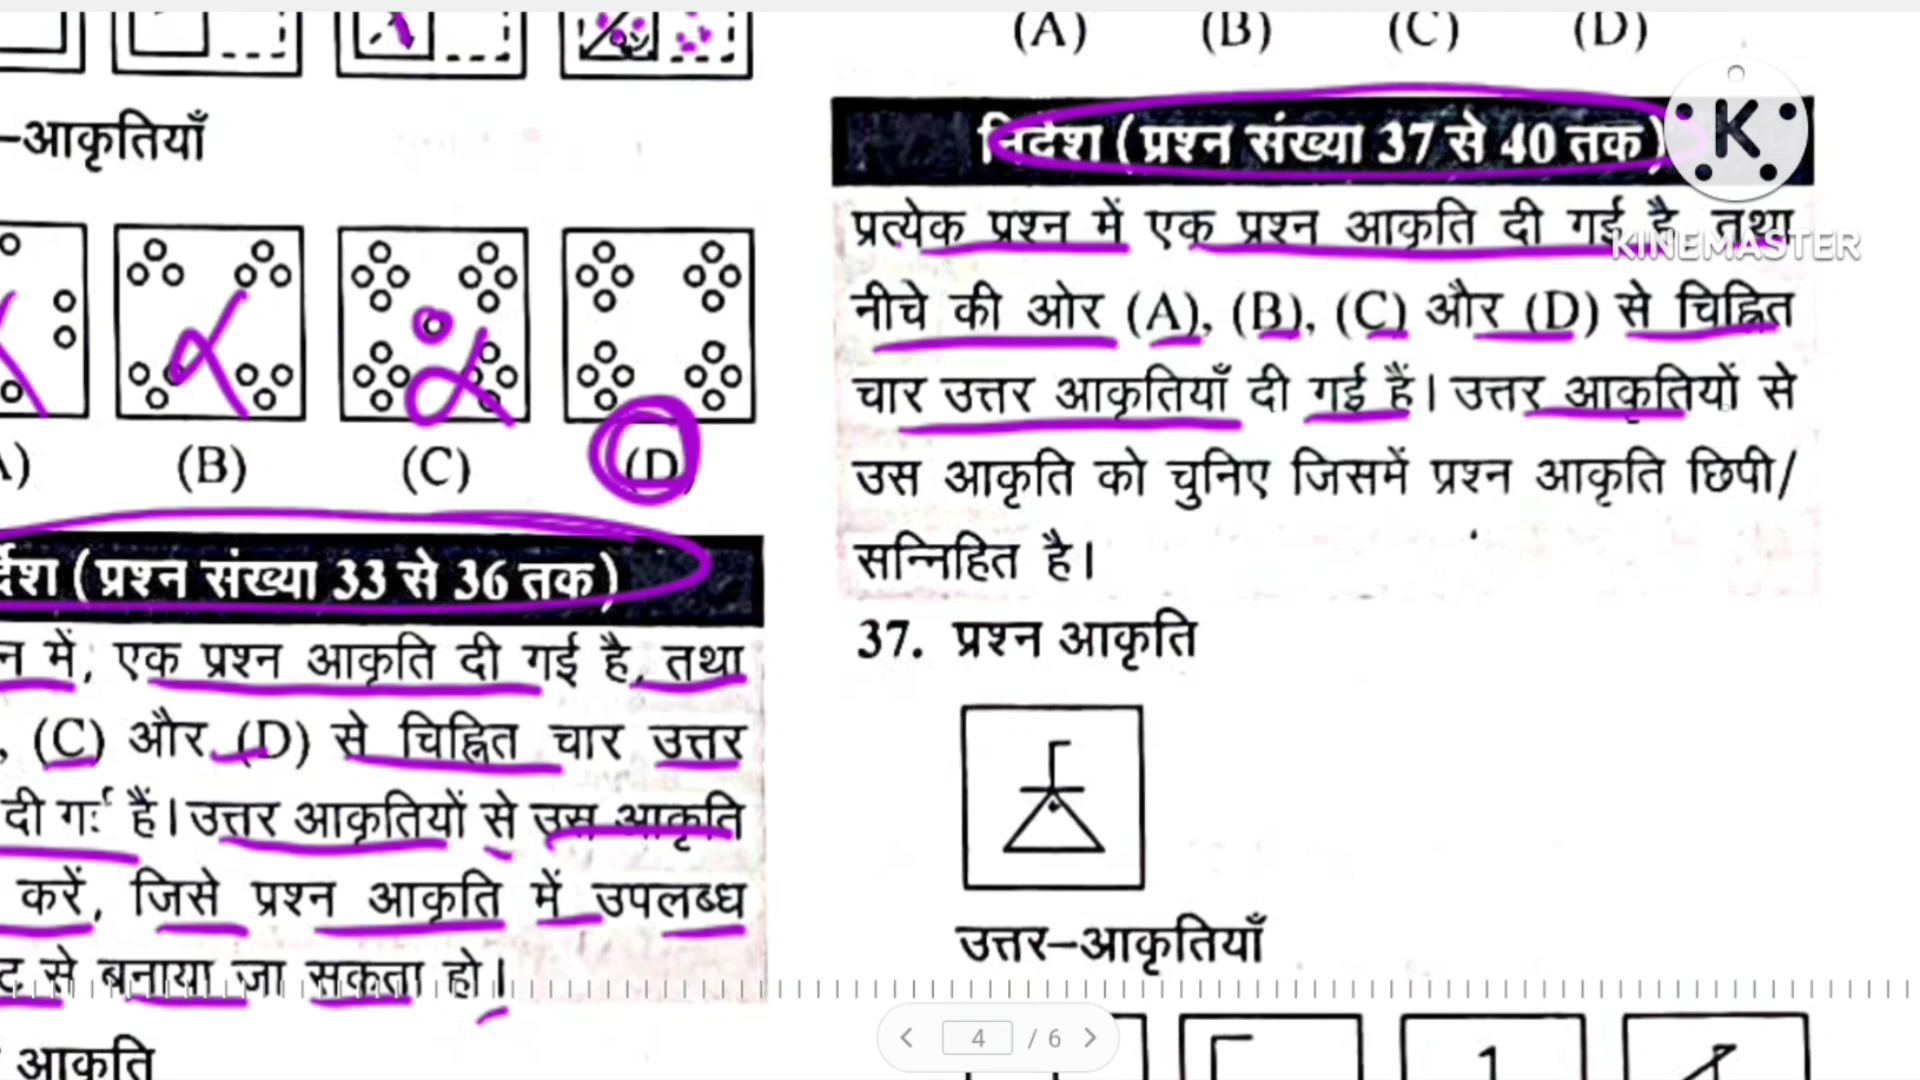 (A) (B) (C) (D)
–आकृतियाँ
(B) (C) (D)
(प्रश्न संख्या 33 से 36 तक)
में, एक प्रश्न आकृति दी गई है, तथा
, (C) और (D) से चिह्नित चार उत्तर
दी हैं। उत्तर आकृतियों से उस आकृति
करें, जिसे प्रश्न आकृति में उपलब्ध
से बनाया जा सकता हो।
आकृति
निर्देश (प्रश्न संख्या 37 से 40 तक)
K
KINEMASTER
प्रत्येक प्रश्न में एक प्रश्न आकृति दी गई है, तथा
नीचे की ओर (A), (B), (C) और (D) से चिह्नित
चार उत्तर आकृतियाँ दी गई हैं। उत्तर आकृतियों से
उस आकृति को चुनिए जिसमें प्रश्न आकृति छिपी/
सन्निहित है।
37. प्रश्न आकृति
उत्तर–आकृतियाँ
4 / 6